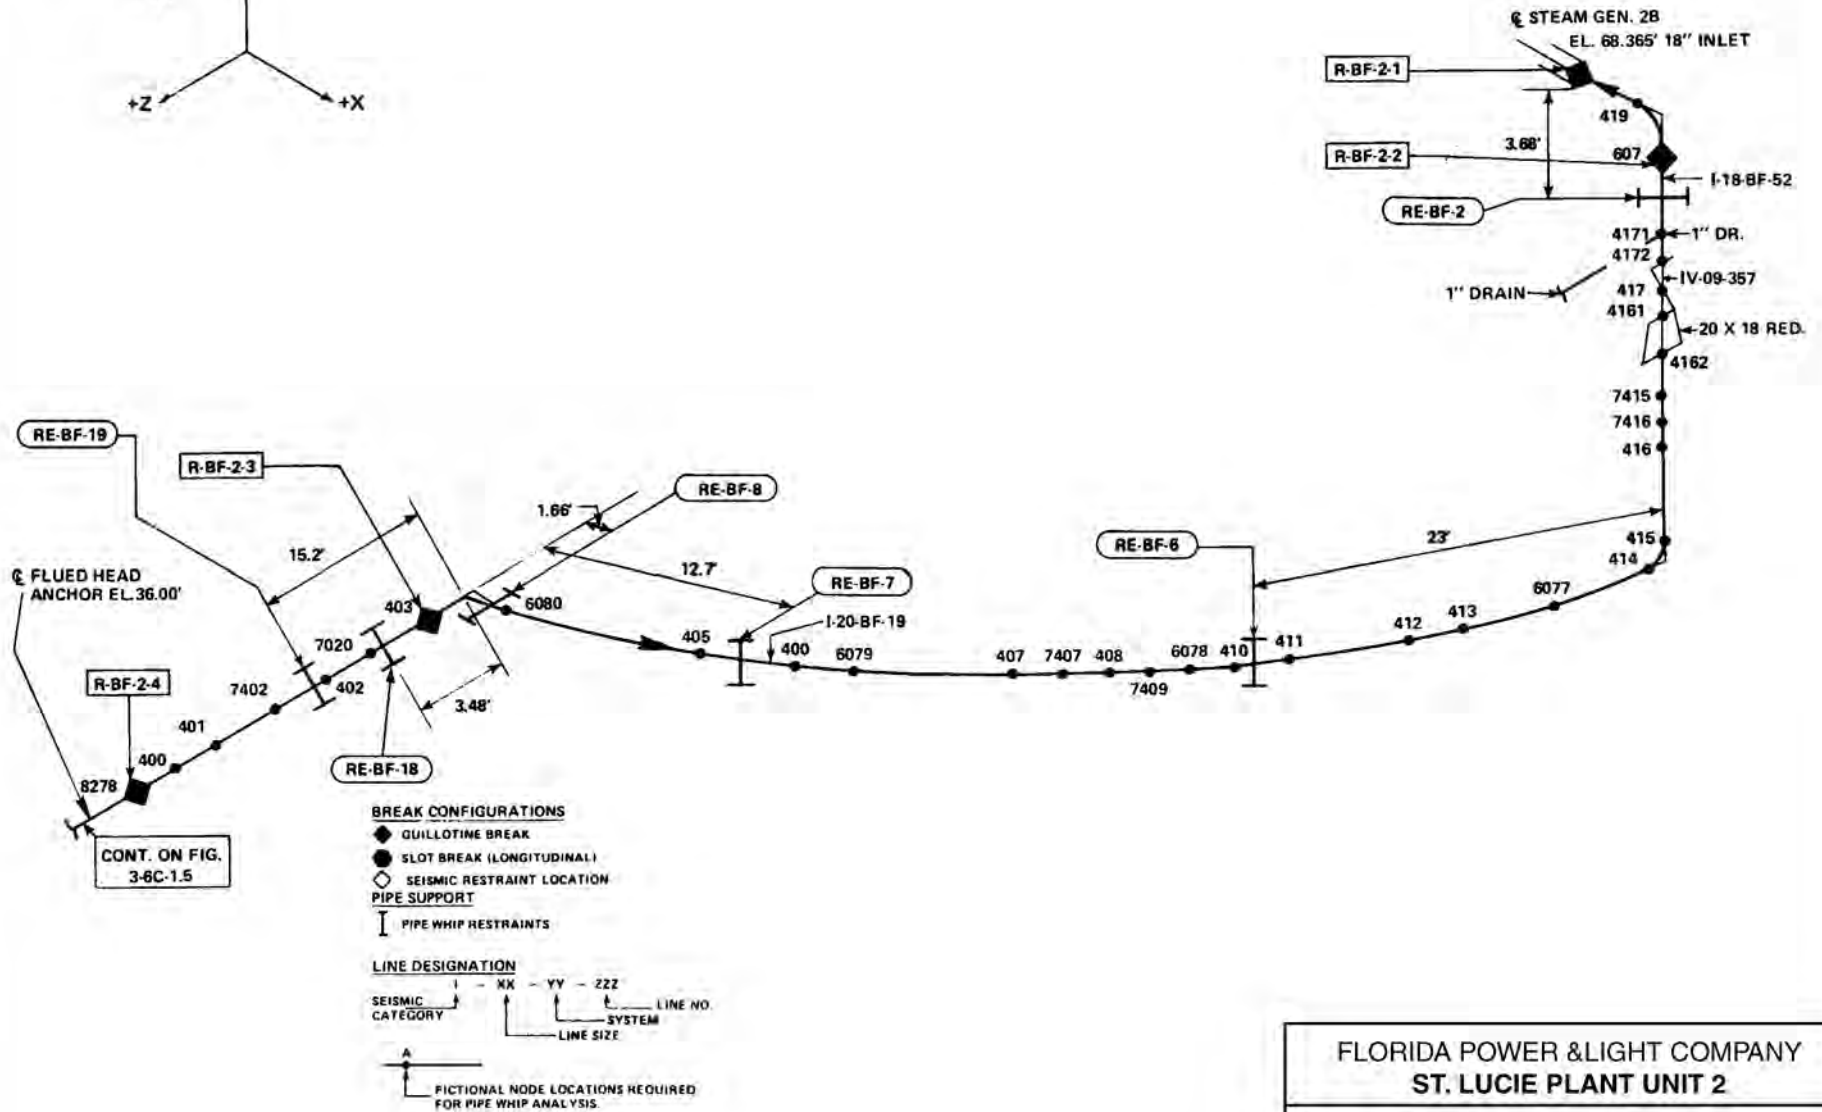 +Z
+X
℄ STEAM GEN. 2B
EL. 68.365' 18" INLET
R-BF-2-1
419
3.68'
R-BF-2-2
607
I-18-BF-52
RE-BF-2
4171
1" DR.
4172
IV-09-357
1" DRAIN
417
4161
20 X 18 RED.
4162
7415
7416
416
RE-BF-19
R-BF-2-3
RE-BF-8
1.66'
15.2'
RE-BF-6
23'
415
414
℄ FLUED HEAD
ANCHOR EL.36.00'
12.7'
RE-BF-7
403
6080
I-20-BF-19
6077
413
412
411
7020
405
400
6079
407
7407
408
7409
6078
410
R-BF-2-4
7402
402
3.48'
401
400
RE-BF-18
8278
CONT. ON FIG.
3-6C-1.5
BREAK CONFIGURATIONS
GUILLOTINE BREAK
SLOT BREAK (LONGITUDINAL)
SEISMIC RESTRAINT LOCATION
PIPE SUPPORT
PIPE WHIP RESTRAINTS
LINE DESIGNATION
I - XX - YY - ZZZ
SEISMIC
CATEGORY
LINE NO.
SYSTEM
LINE SIZE
A
FICTIONAL NODE LOCATIONS REQUIRED
FOR PIPE WHIP ANALYSIS.
FLORIDA POWER &LIGHT COMPANY
ST. LUCIE PLANT UNIT 2